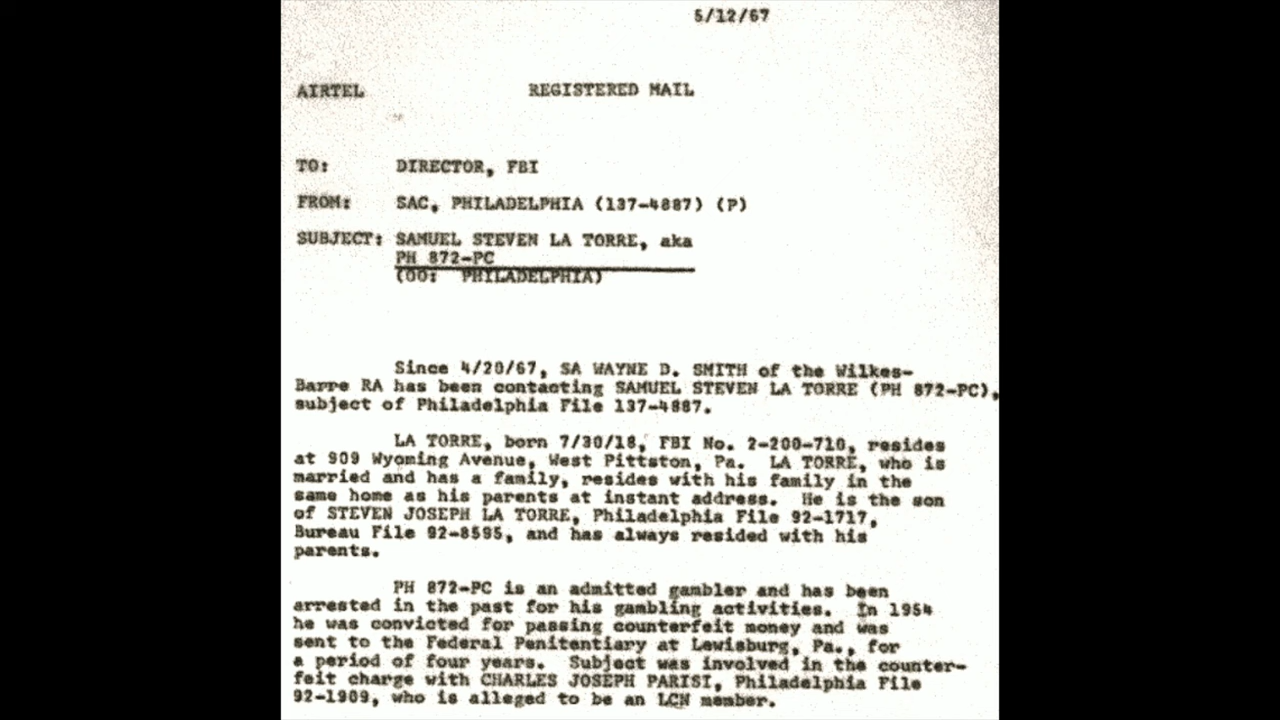 5/12/67
AIRTEL REGISTERED MAIL
TO: DIRECTOR, FBI
FROM: SAC, PHILADELPHIA (137-4887) (P)
SUBJECT: SAMUEL STEVEN LA TORRE, aka
PH 872-PC
(OO: PHILADELPHIA)
Since 4/20/67, SA WAYNE D. SMITH of the Wilkes-
Barre RA has been contacting SAMUEL STEVEN LA TORRE (PH 872-PC),
subject of Philadelphia File 137-4887.
LA TORRE, born 7/30/18, FBI No. 2-200-710, resides
at 909 Wyoming Avenue, West Pittston, Pa. LA TORRE, who is
married and has a family, resides with his family in the
same home as his parents at instant address. He is the son
of STEVEN JOSEPH LA TORRE, Philadelphia File 92-1717,
Bureau File 92-8595, and has always resided with his
parents.
PH 872-PC is an admitted gambler and has been
arrested in the past for his gambling activities. In 1954
he was convicted for passing counterfeit money and was
sent to the Federal Penitentiary at Lewisburg, Pa., for
a period of four years. Subject was involved in the counter-
feit charge with CHARLES JOSEPH PARISI, Philadelphia File
92-1909, who is alleged to be an LCN member.